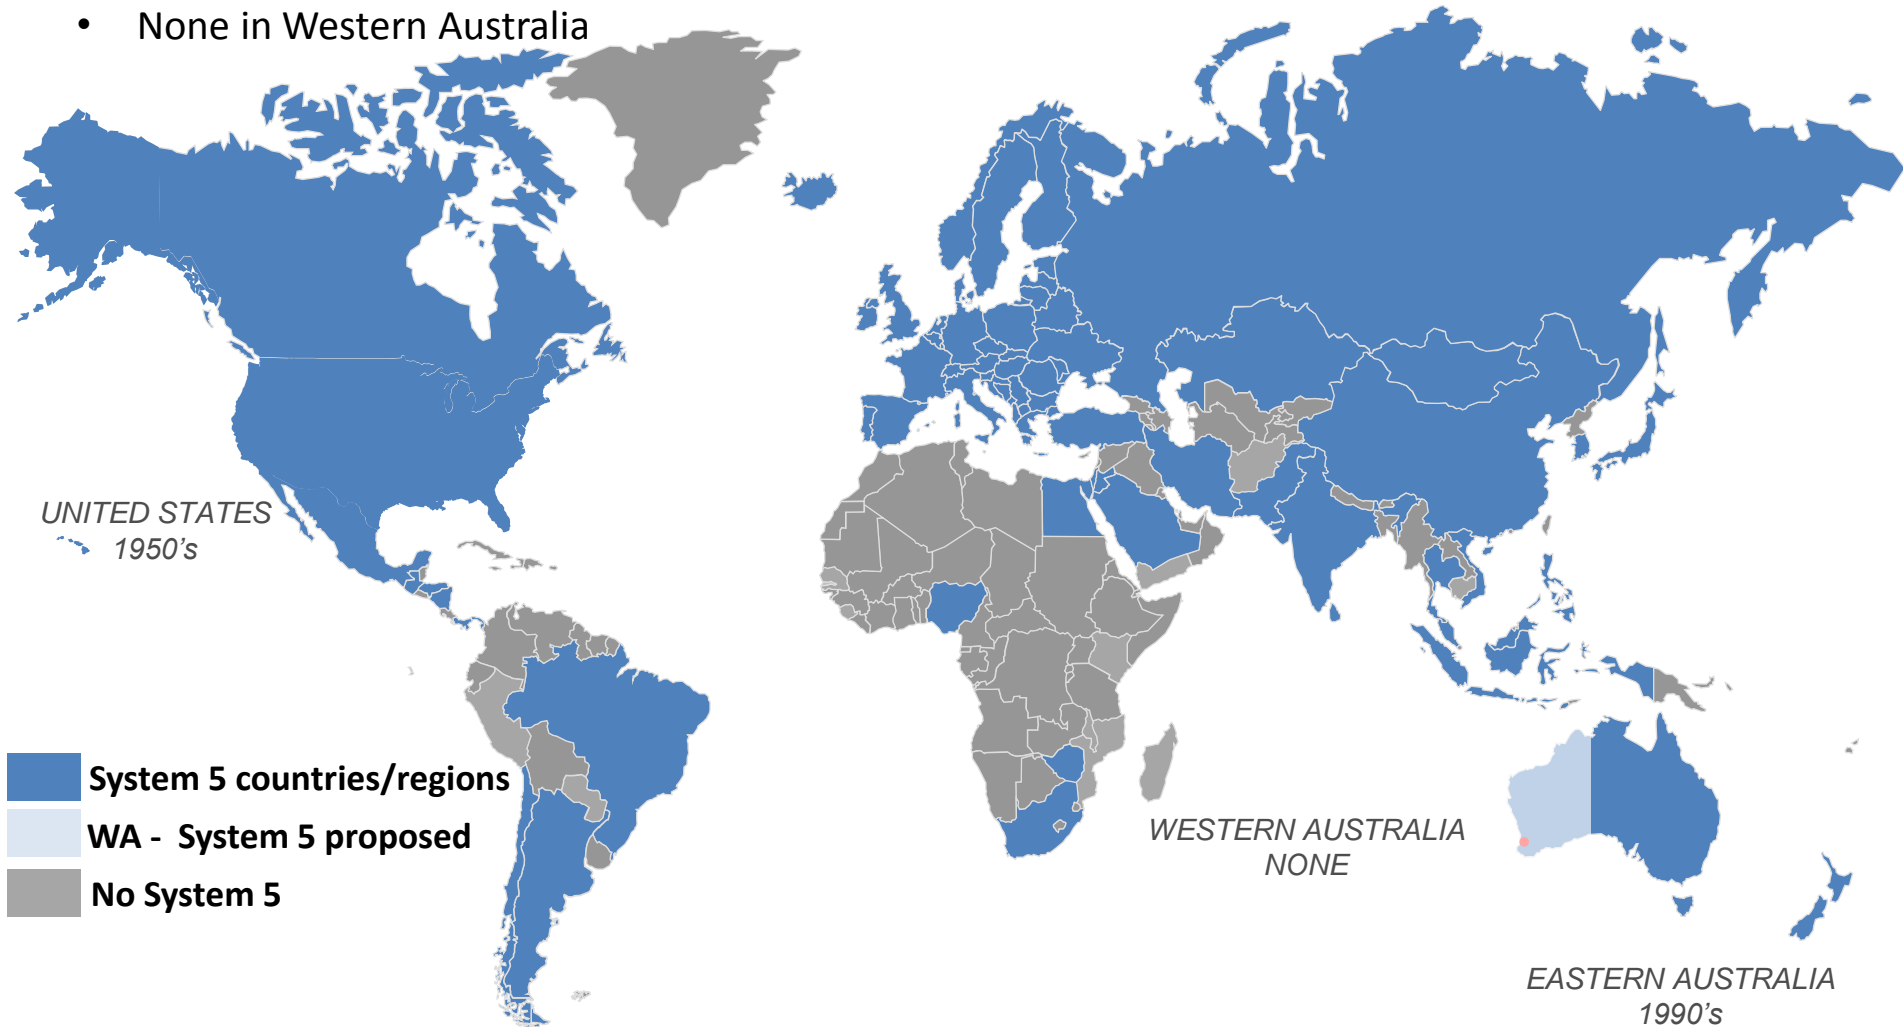 • None in Western Australia
UNITED STATES
1950’s
System 5 countries/regions
WA - System 5 proposed
No System 5
WESTERN AUSTRALIA
NONE
EASTERN AUSTRALIA
1990’s